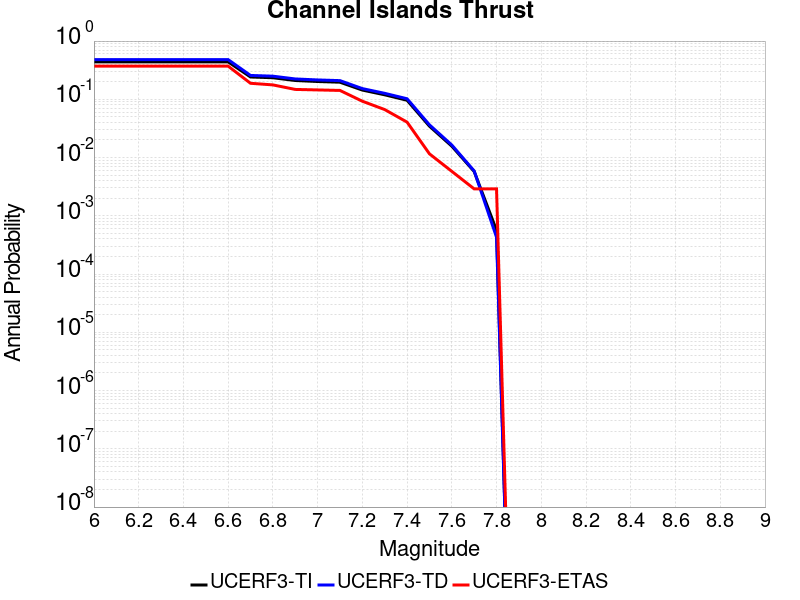 Channel Islands Thrust
10^0
10^-1
10^-2
10^-3
10^-4
10^-5
10^-6
10^-7
10^-8
Annual Probability
6 6.2 6.4 6.6 6.8 7 7.2 7.4 7.6 7.8 8 8.2 8.4 8.6 8.8 9
Magnitude
UCERF3-TI UCERF3-TD UCERF3-ETAS